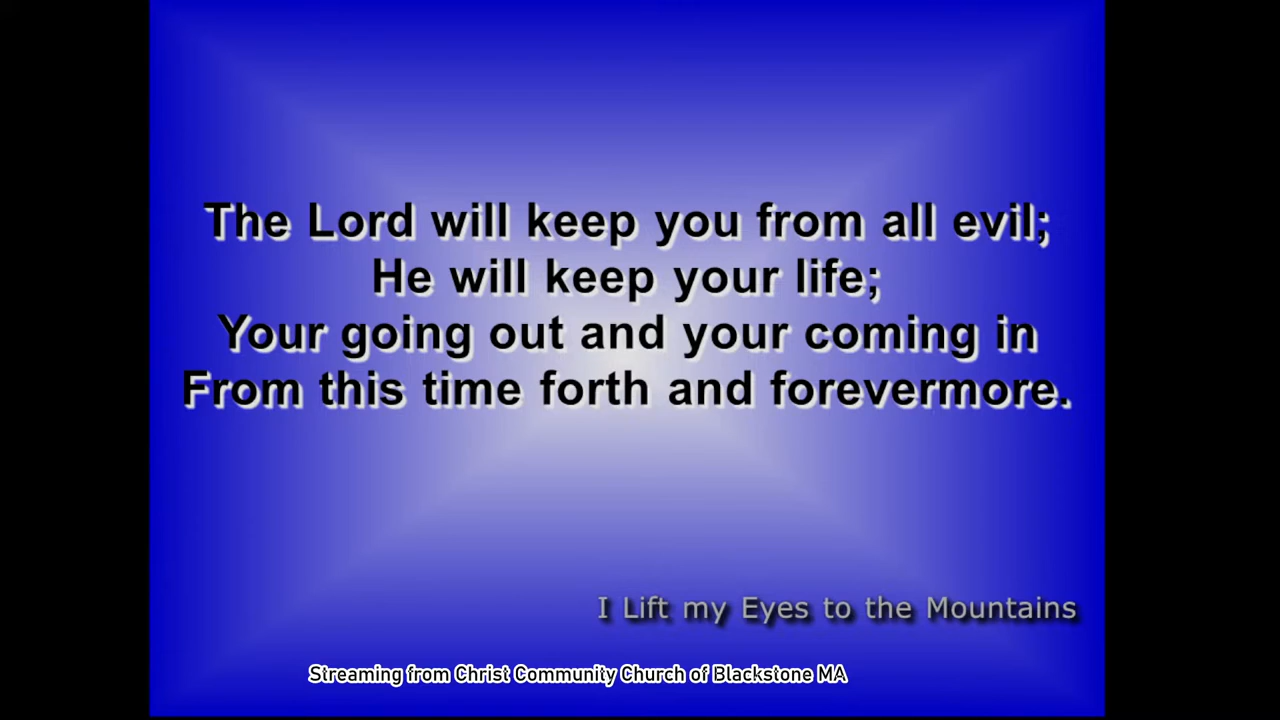 The Lord will keep you from all evil;
He will keep your life;
Your going out and your coming in
From this time forth and forevermore.
I Lift my Eyes to the Mountains
Streaming from Christ Community Church of Blackstone MA